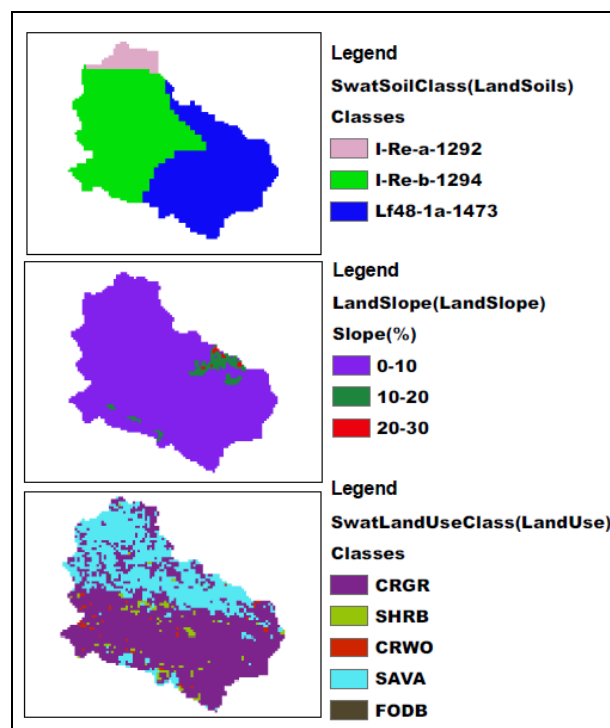 Legend
SwatSoilClass(LandSoils)
Classes
I-Re-a-1292
I-Re-b-1294
Lf48-1a-1473
Legend
LandSlope(LandSlope)
Slope(%)
0-10
10-20
20-30
Legend
SwatLandUseClass(LandUse)
Classes
CRGR
SHRB
CRWO
SAVA
FODB